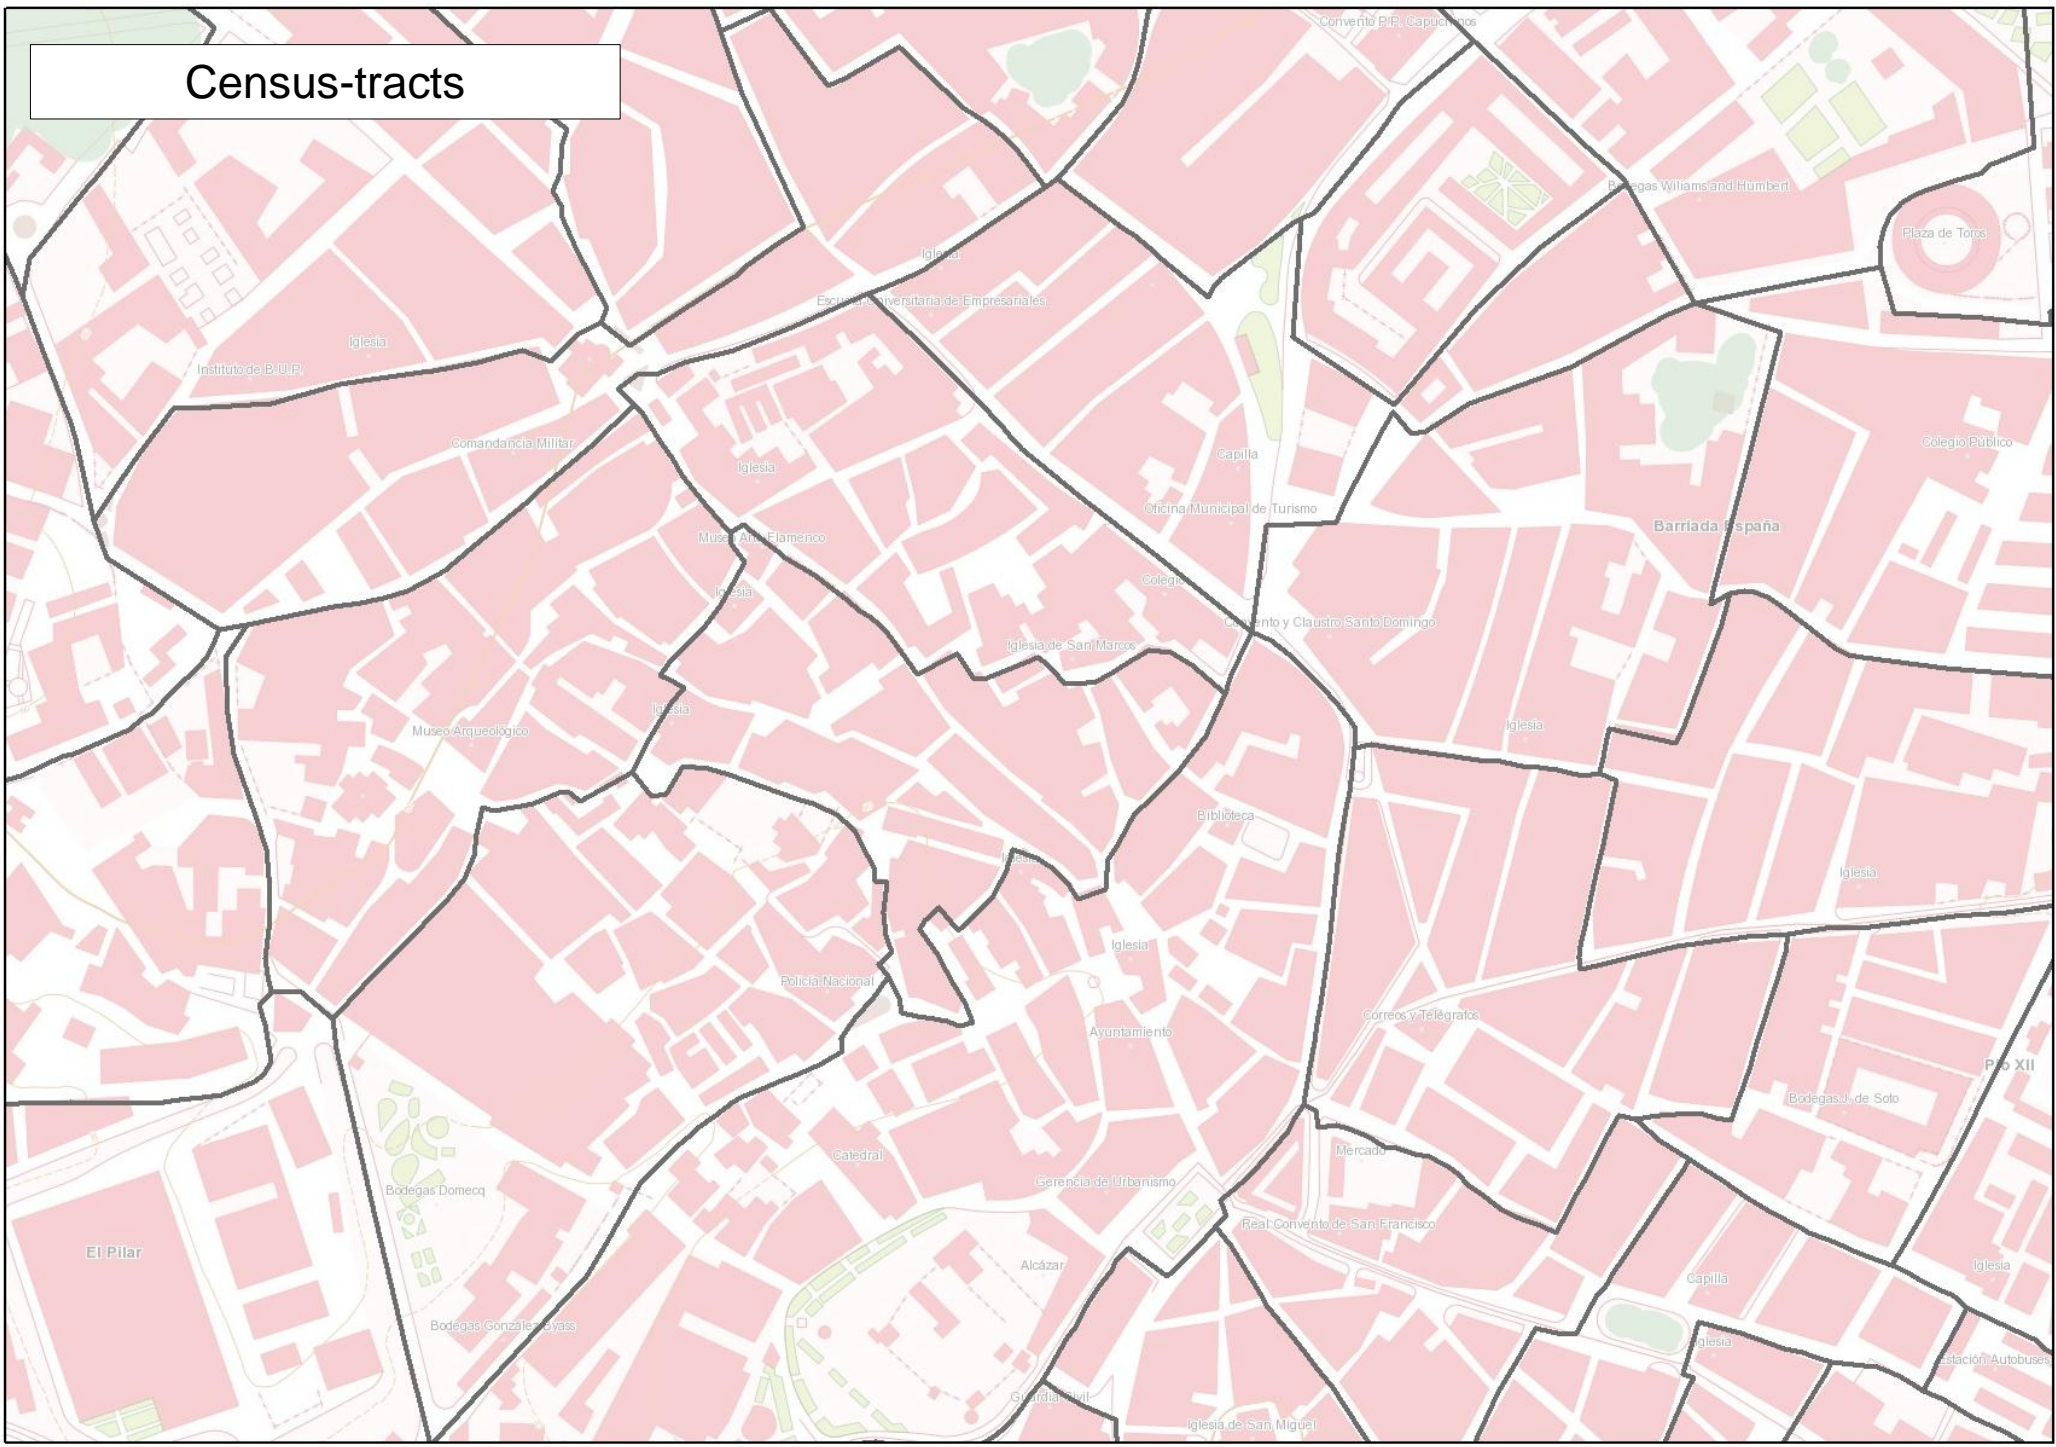 Convento P.P. Capuchinos
Census-tracts
Bodegas Wiliams and Humbert
Plaza de Toros
Iglesia
Escuela Universitaria de Empresariales
Iglesia
Instituto de B.U.P.
Comandancia Militar
Colegio Público
Iglesia
Capilla
Oficina Municipal de Turismo
Barriada España
Museo Arte Flamenco
Colegio
Iglesia
Convento y Claustro Santo Domingo
Iglesia de San Marcos
Iglesia
Museo Arqueológico
Iglesia
Biblioteca
Iglesia
Iglesia
Iglesia
Policía Nacional
Correos y Telégrafos
Ayuntamiento
Pío XII
Bodegas J. de Soto
Mercado
Catedral
Gerencia de Urbanismo
Bodegas Domecq
Real Convento de San Francisco
El Pilar
Alcázar
Iglesia
Capilla
Bodegas González Byass
Iglesia
Estación Autobuses
Guardia Civil
Iglesia de San Miguel